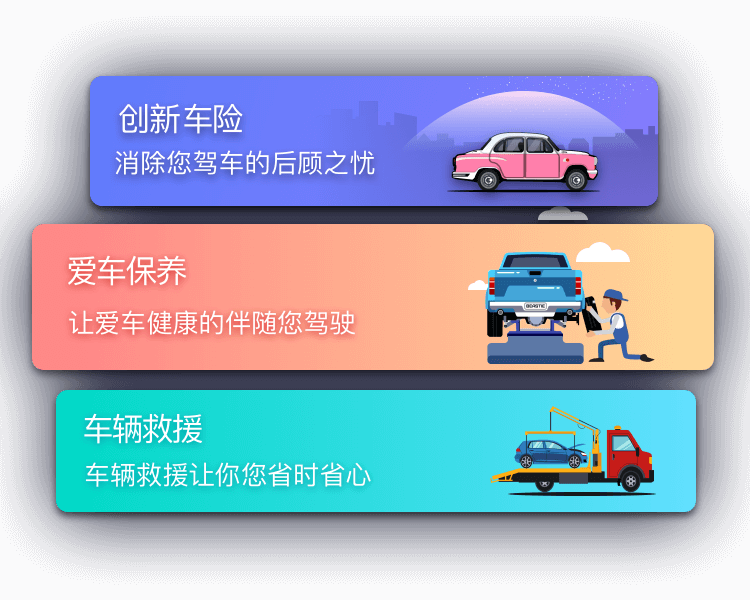 创新车险
消除您驾车的后顾之忧
爱车保养
让爱车健康的伴随您驾驶
BEASTIE
车辆救援
车辆救援让你您省时省心